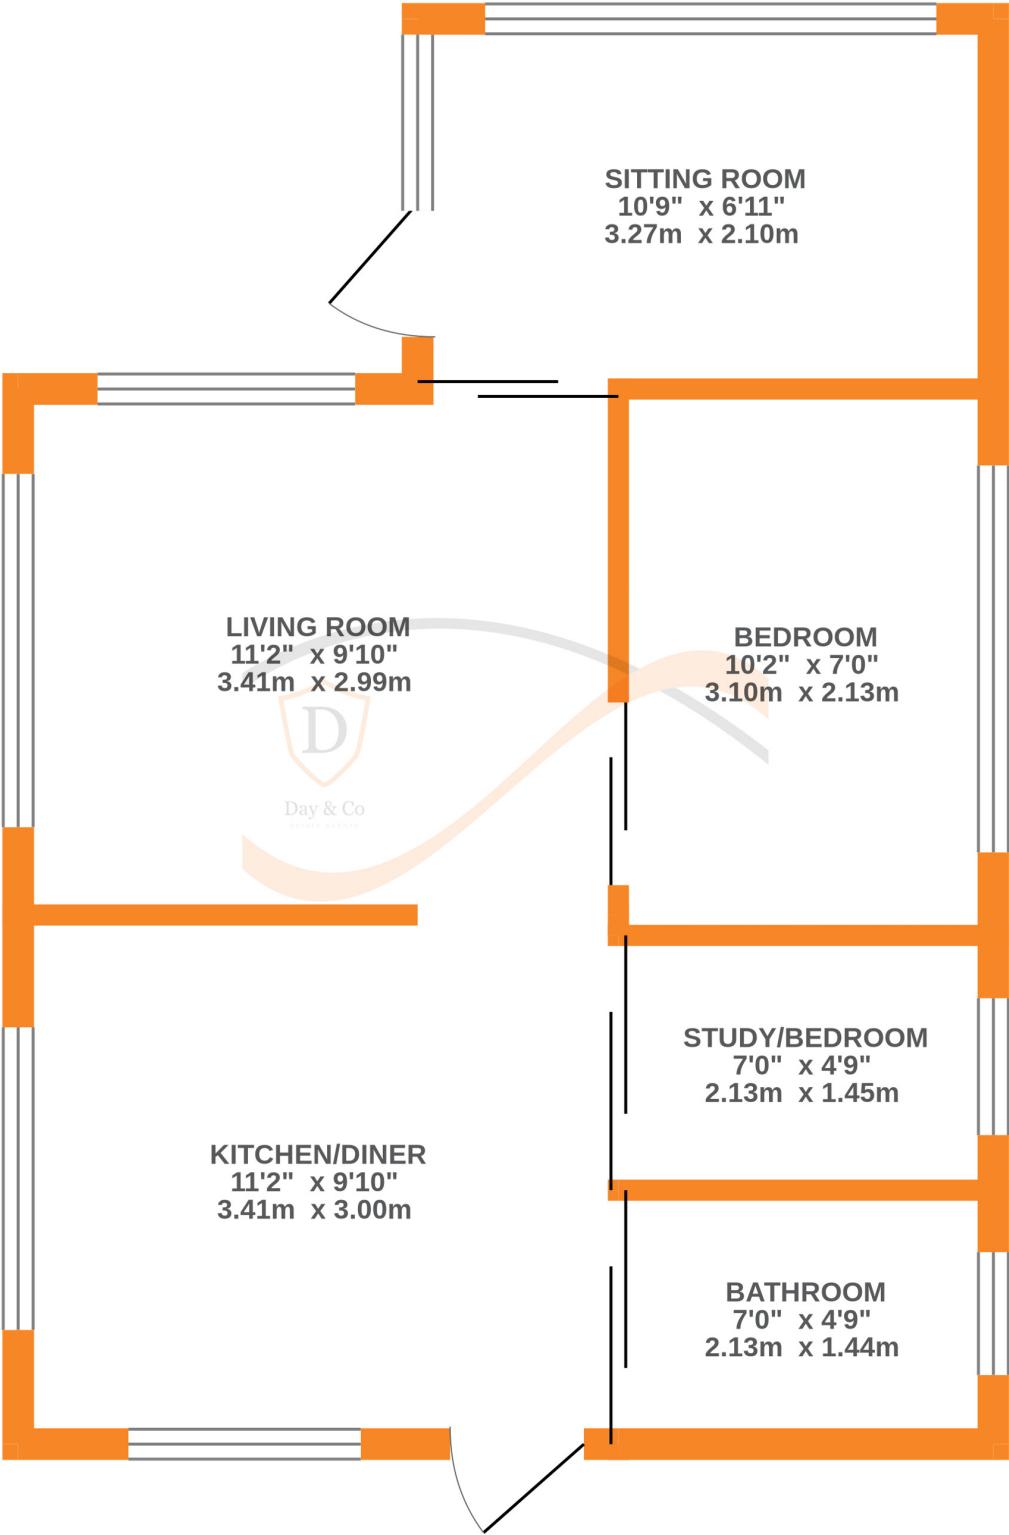 SITTING ROOM
10'9" x 6'11"
3.27m x 2.10m
LIVING ROOM
11'2" x 9'10"
3.41m x 2.99m
BEDROOM
10'2" x 7'0"
3.10m x 2.13m
D
Day & Co
STUDY/BEDROOM
7'0" x 4'9"
2.13m x 1.45m
KITCHEN/DINER
11'2" x 9'10"
3.41m x 3.00m
BATHROOM
7'0" x 4'9"
2.13m x 1.44m